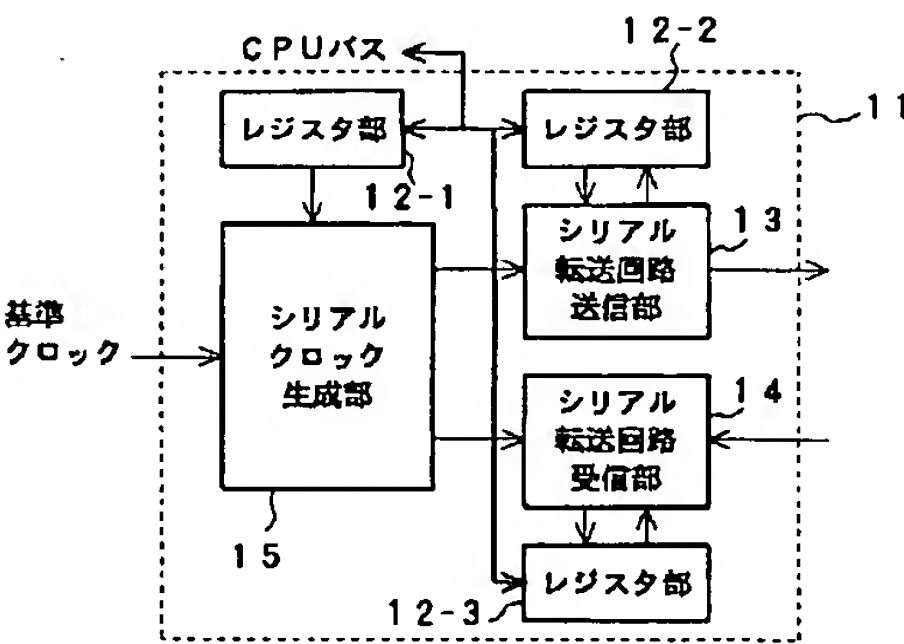 CPUバス
12-2
11
レジスタ部
レジスタ部
12-1
シリアル
転送回路
送信部
13
基準
クロック
シリアル
クロック
生成部
シリアル
転送回路
受信部
14
15
レジスタ部
12-3